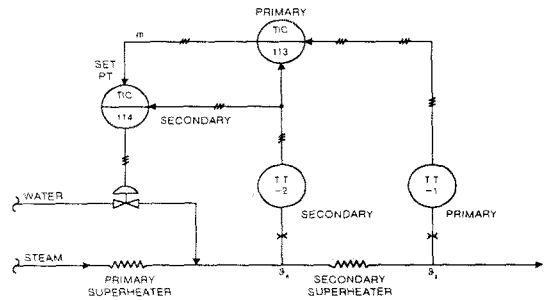 PRIMARY
TIC
113
m
SET
PT
TIC
114
SECONDARY
TT
-2
TT
-1
WATER
SECONDARY
PRIMARY
STEAM
PRIMARY
SUPERHEATER
SECONDARY
SUPERHEATER